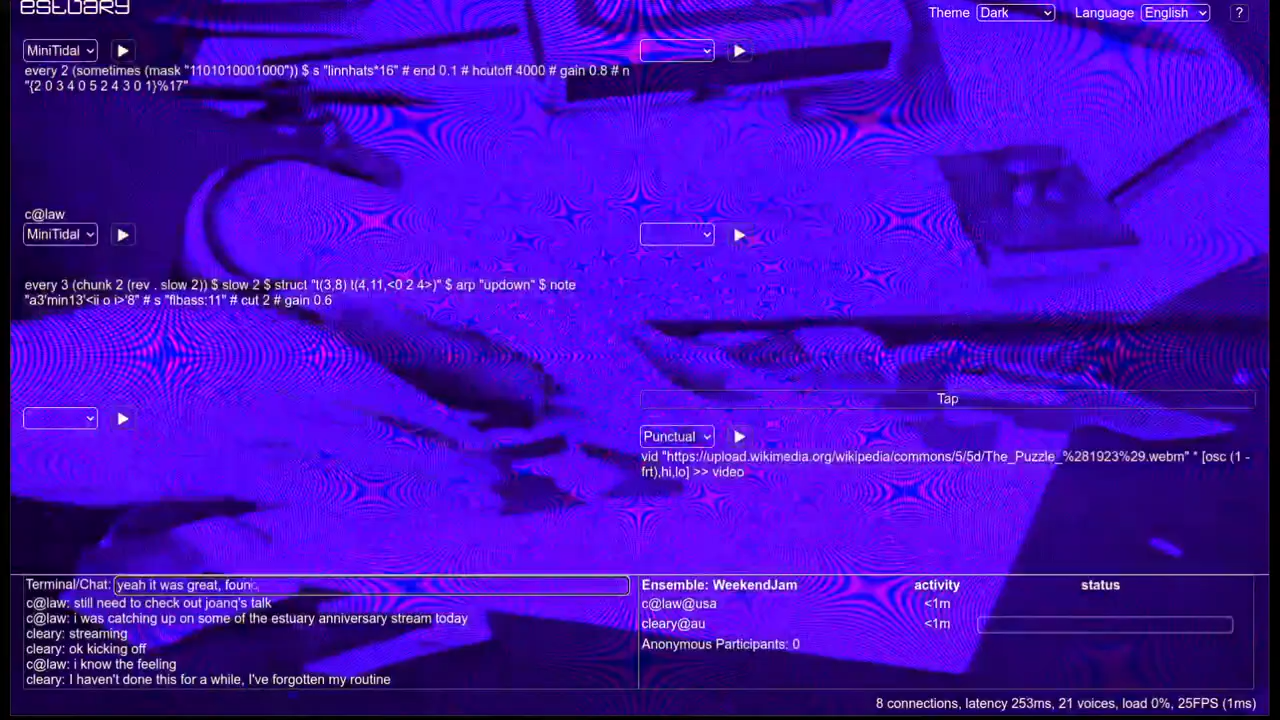 estuary
Theme Dark Language English ?
MiniTidal
every 2 (sometimes (mask "1101010001000")) $ s "linnhats*16" # end 0.1 # hcutoff 4000 # gain 0.8 # n
"{2 0 3 4 0 5 2 4 3 0 1}%17"
c@law
MiniTidal
every 3 (chunk 2 (rev . slow 2)) $ slow 2 $ struct "t(3,8) t(4,11,<0 2 4>)" $ arp "updown" $ note
"a3'min13'<ii o i>'8" # s "flbass:11" # cut 2 # gain 0.6
Tap
Punctual
vid "https://upload.wikimedia.org/wikipedia/commons/5/5d/The_Puzzle_%281923%29.webm" * [osc (1 -
frt),hi,lo] >> video
Terminal/Chat: yeah it was great, found,
c@law: still need to check out joanq's talk
c@law: i was catching up on some of the estuary anniversary stream today
cleary: streaming
cleary: ok kicking off
c@law: i know the feeling
cleary: I haven't done this for a while, I've forgotten my routine
Ensemble: WeekendJam activity status
c@law@usa <1m
cleary@au <1m
Anonymous Participants: 0
8 connections, latency 253ms, 21 voices, load 0%, 25FPS (1ms)